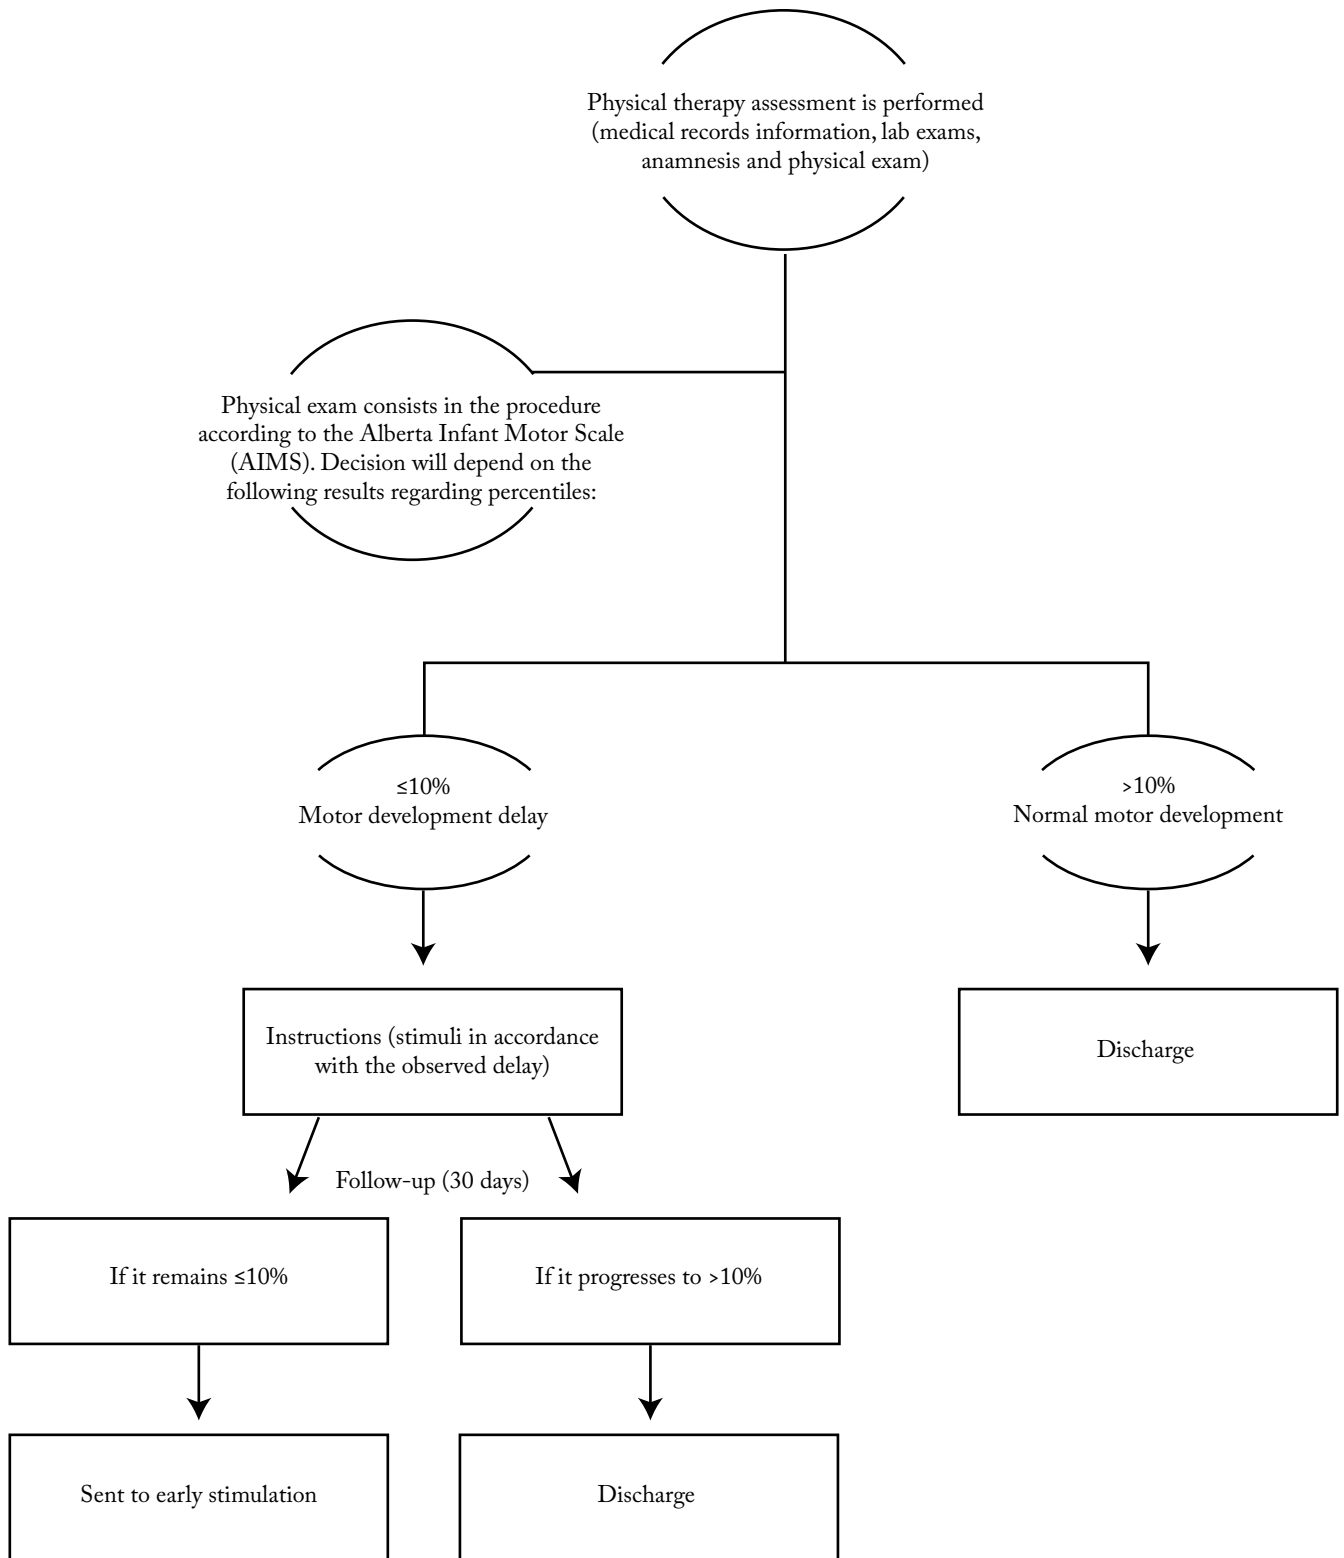 Physical therapy assessment is performed
(medical records information, lab exams,
anamnesis and physical exam)
Physical exam consists in the procedure
according to the Alberta Infant Motor Scale
(AIMS). Decision will depend on the
following results regarding percentiles:
≤10%
Motor development delay
>10%
Normal motor development
Instructions (stimuli in accordance
with the observed delay)
Discharge
Follow-up (30 days)
If it remains ≤10%
If it progresses to >10%
Sent to early stimulation
Discharge